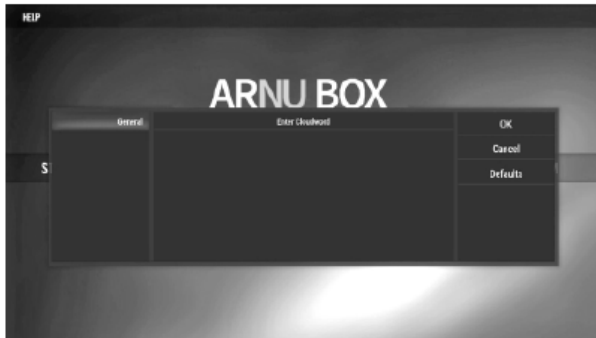 HELP
ARNU BOX
General
Enter Cloudword
OK
Cancel
Defaults
S